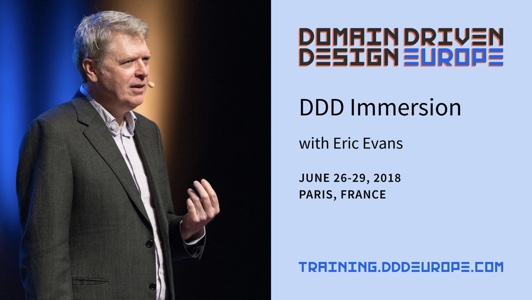 DOMAIN DRIVEN
DESIGN EUROPE
DDD Immersion
with Eric Evans
JUNE 26-29, 2018
PARIS, FRANCE
TRAINING.DDDEUROPE.COM